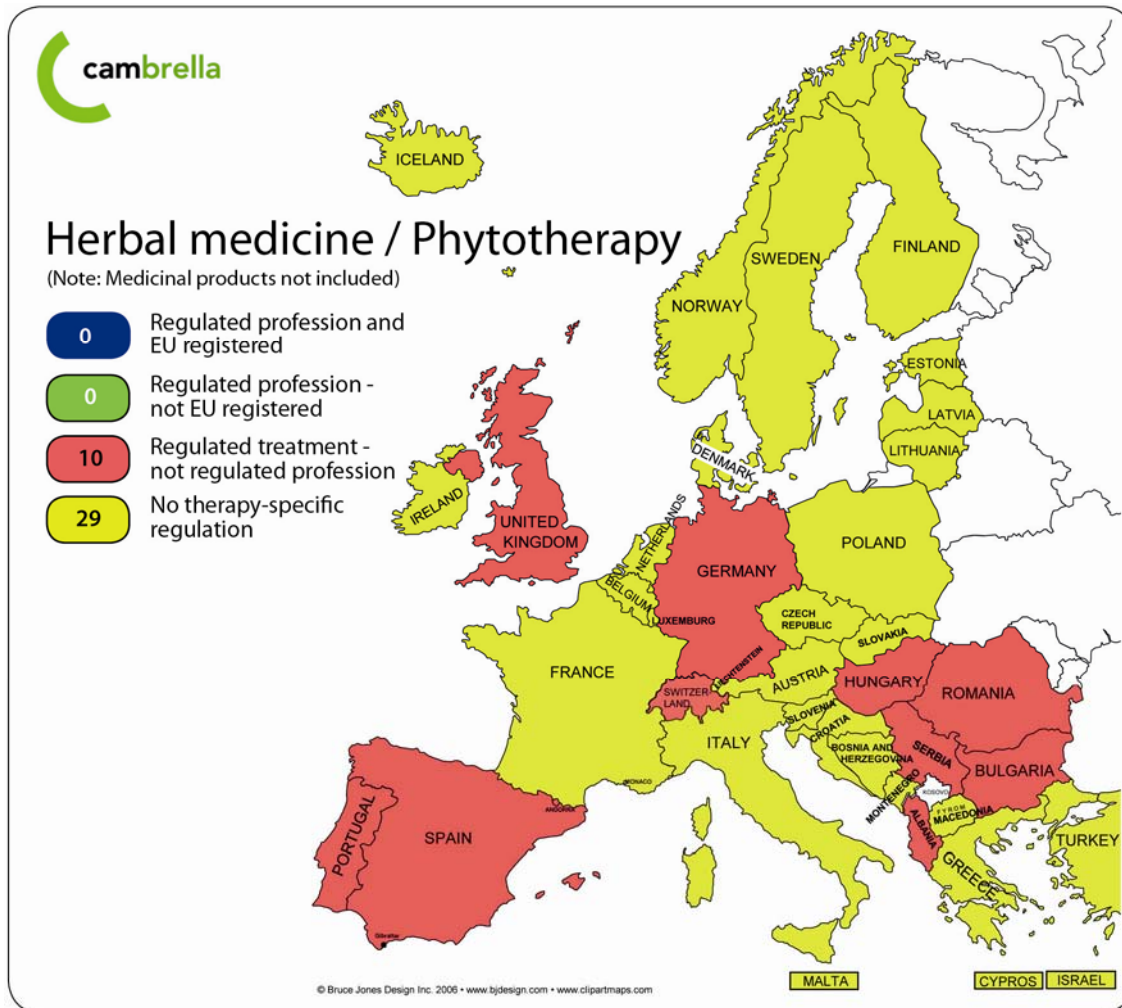 cambrella
ICELAND
Herbal medicine / Phytotherapy
(Note: Medicinal products not included)
0
Regulated profession and
EU registered
0
Regulated profession -
not EU registered
10
Regulated treatment -
not regulated profession
29
No therapy-specific
regulation
NORWAY
SWEDEN
FINLAND
ESTONIA
LATVIA
LITHUANIA
DENMARK
IRELAND
UNITED
KINGDOM
NETHERLANDS
BELGIUM
LUXEMBURG
GERMANY
POLAND
CZECH
REPUBLIC
SLOVAKIA
FRANCE
SWITZER
LAND
LIECHTENSTEIN
AUSTRIA
HUNGARY
ROMANIA
SLOVENIA
CROATIA
ITALY
BOSNIA AND
HERZEGOVINA
SERBIA
BULGARIA
MONTENEGRO
KOSOVO
FYROM
MACEDONIA
ALBANIA
MONACO
ANDORRA
PORTUGAL
SPAIN
Gibraltar
GREECE
TURKEY
MALTA
CYPROS
ISRAEL
© Bruce Jones Design Inc. 2006 • www.bjdesign.com • www.clipartmaps.com